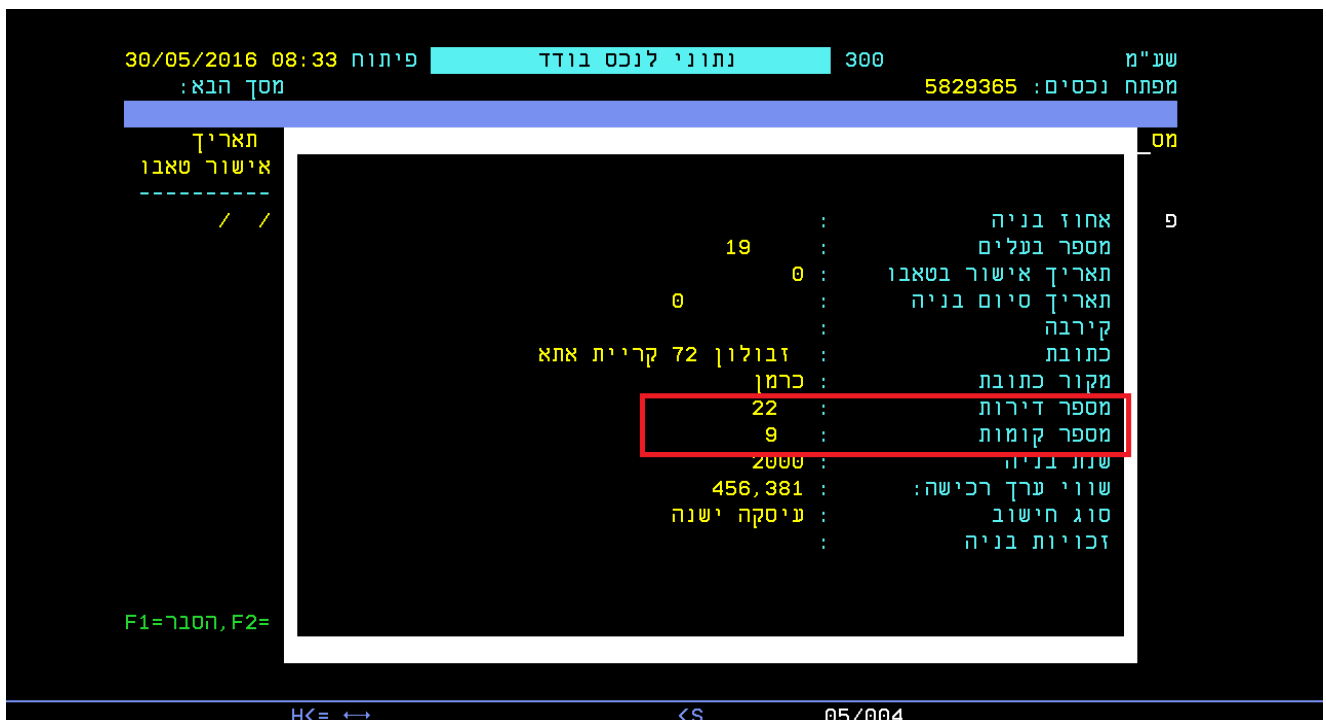 שע"מ 300 נתוני לנכס בודד פיתוח 30/05/2016 08:33
מפתח נכסים: 5829365 מסך הבא:
מס_ תאריך
אישור טאבו
----------
פ אחוז בניה : / /
מספר בעלים : 19
תאריך אישור בטאבו : 0
תאריך סיום בניה : 0
קירבה :
כתובת : זבולון 72 קריית אתא
מקור כתובת : כרמן
מספר דירות : 22
מספר קומות : 9
שנת בניה : 2000
שווי ערך רכישה: : 456,381
סוג חישוב : עיסקה ישנה
זכויות בניה :
F1=הסבר,F2=
H<= ←→ <S 05/004